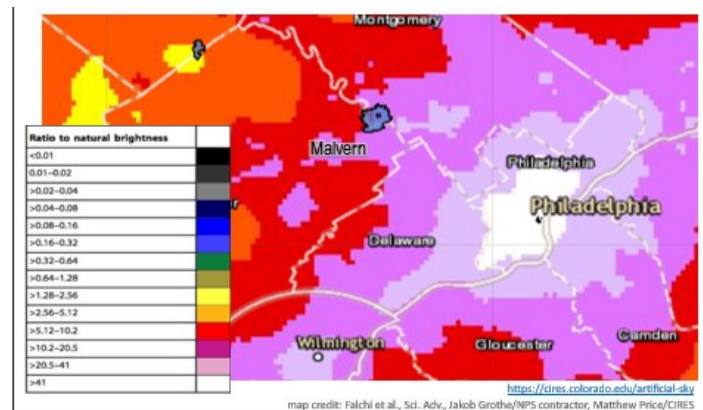 Montgomery
Ratio to natural brightness
<0.01
0.01–0.02
>0.02–0.04
>0.04–0.08
>0.08–0.16
>0.16–0.32
>0.32–0.64
>0.64–1.28
>1.28–2.56
>2.56–5.12
>5.12–10.2
>10.2–20.5
>20.5–41
>41
Malvern
Philadelphia
Philadelphia
Delaware
Wilmington
Gloucester
Camden
https://cires.colorado.edu/artificial-sky
map credit: Falchi et al., Sci. Adv., Jakob Grothe/NPS contractor, Matthew Price/CIRES